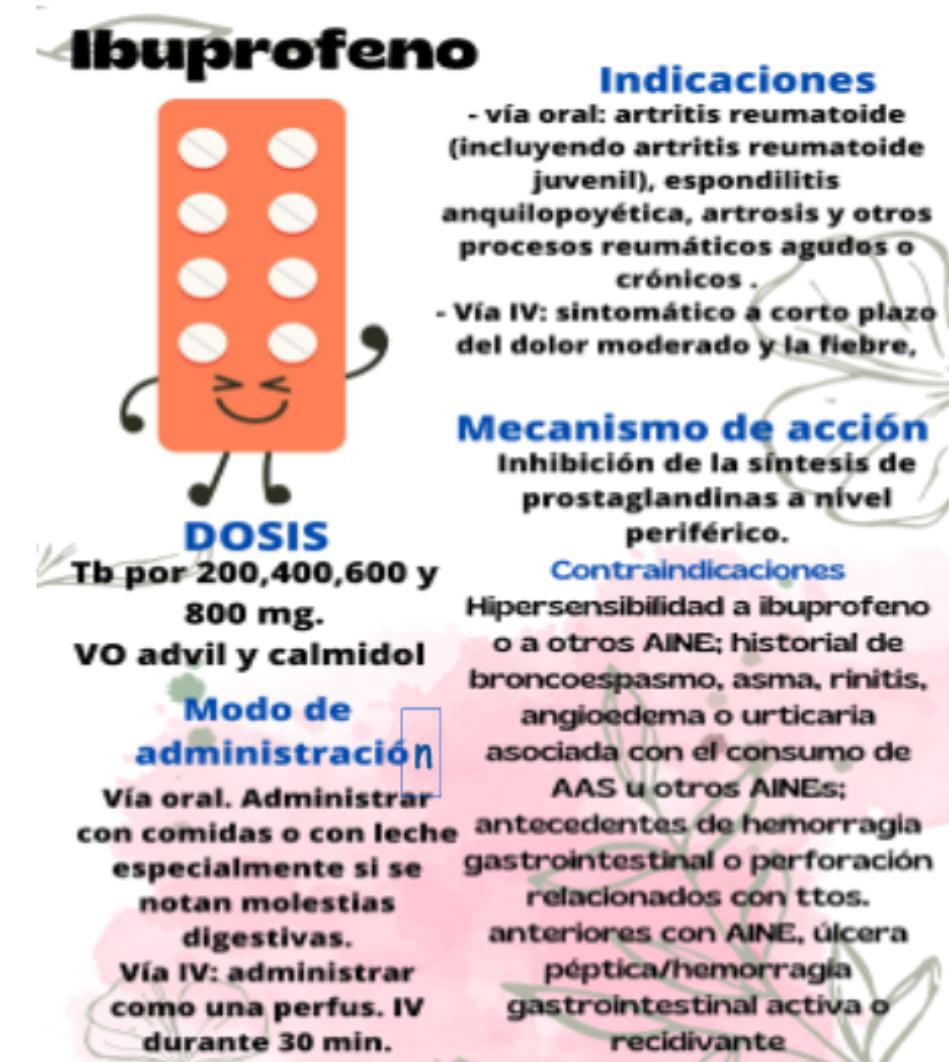 Ibuprofeno
DOSIS
Tb por 200,400,600 y
800 mg.
VO advil y calmidol
Modo de
administración
Vía oral. Administrar
con comidas o con leche
especialmente si se
notan molestias
digestivas.
Vía IV: administrar
como una perfus. IV
durante 30 min.
Indicaciones
- vía oral: artritis reumatoide
(incluyendo artritis reumatoide
juvenil), espondilitis
anquilopoyética, artrosis y otros
procesos reumáticos agudos o
crónicos .
- Vía IV: sintomático a corto plazo
del dolor moderado y la fiebre,
Mecanismo de acción
Inhibición de la síntesis de
prostaglandinas a nivel
periférico.
Contraindicaciones
Hipersensibilidad a ibuprofeno
o a otros AINE; historial de
broncoespasmo, asma, rinitis,
angioedema o urticaria
asociada con el consumo de
AAS u otros AINEs;
antecedentes de hemorragia
gastrointestinal o perforación
relacionados con ttos.
anteriores con AINE, úlcera
péptica/hemorragia
gastrointestinal activa o
recidivante